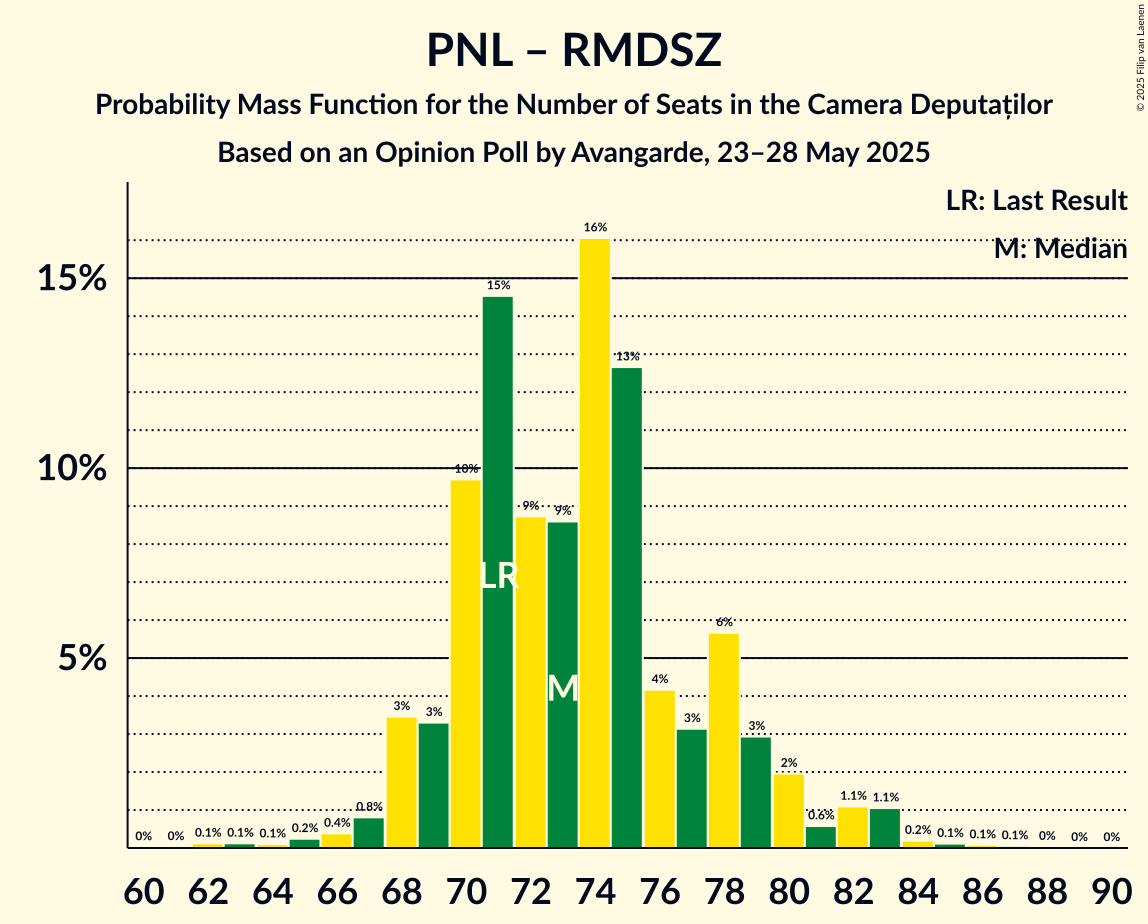 PNL – RMDSZ
Probability Mass Function for the Number of Seats in the Camera Deputaților
Based on an Opinion Poll by Avangarde, 23–28 May 2025
© 2025 Filip van Laenen
LR: Last Result
M: Median
15%
10%
5%
0% 0% 0.1% 0.1% 0.1% 0.2% 0.4% 0.8% 3% 3% 10% 15% 9% 9% 16% 13% 4% 3% 6% 3% 2% 0.6% 1.1% 1.1% 0.2% 0.1% 0.1% 0.1% 0% 0% 0%
LR
M
60 62 64 66 68 70 72 74 76 78 80 82 84 86 88 90